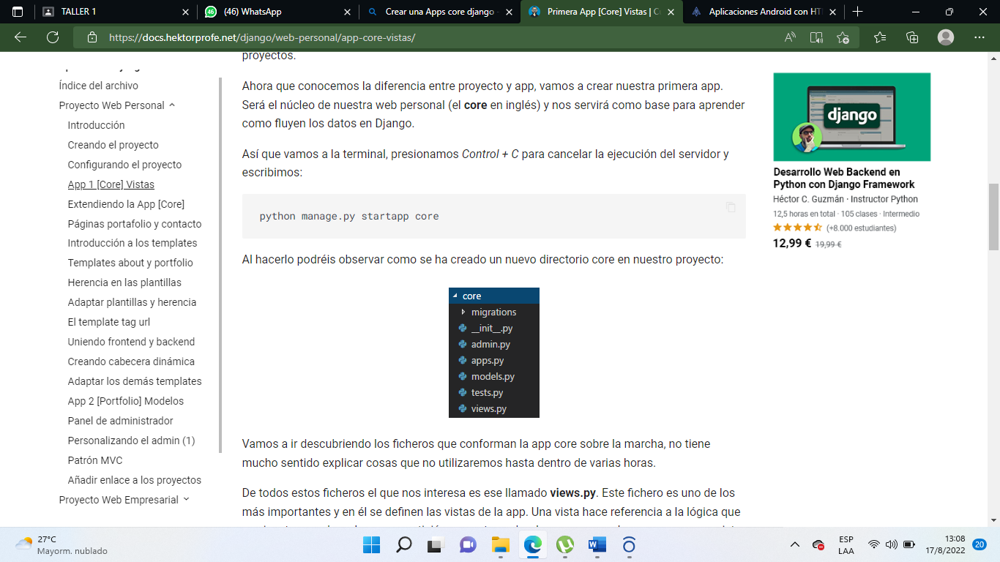 TALLER 1
(46) WhatsApp
Crear una Apps core django -
Primera App [Core] Vistas | C
Aplicaciones Android con HT
https://docs.hektorprofe.net/django/web-personal/app-core-vistas/
Índice del archivo
Proyecto Web Personal
Introducción
Creando el proyecto
Configurando el proyecto
App 1 [Core] Vistas
Extendiendo la App [Core]
Páginas portafolio y contacto
Introducción a los templates
Templates about y portfolio
Herencia en las plantillas
Adaptar plantillas y herencia
El template tag url
Uniendo frontend y backend
Creando cabecera dinámica
Adaptar los demás templates
App 2 [Portfolio] Modelos
Panel de administrador
Personalizando el admin (1)
Patrón MVC
Añadir enlace a los proyectos
Proyecto Web Empresarial
proyectos.
Ahora que conocemos la diferencia entre proyecto y app, vamos a crear nuestra primera app.
Será el núcleo de nuestra web personal (el core en inglés) y nos servirá como base para aprender
como fluyen los datos en Django.
Así que vamos a la terminal, presionamos Control + C para cancelar la ejecución del servidor y
escribimos:
python manage.py startapp core
Al hacerlo podréis observar como se ha creado un nuevo directorio core en nuestro proyecto:
core
migrations
__init__.py
admin.py
apps.py
models.py
tests.py
views.py
Vamos a ir descubriendo los ficheros que conforman la app core sobre la marcha, no tiene
mucho sentido explicar cosas que no utilizaremos hasta dentro de varias horas.
De todos estos ficheros el que nos interesa es ese llamado views.py. Este fichero es uno de los
más importantes y en él se definen las vistas de la app. Una vista hace referencia a la lógica que
django
Desarrollo Web Backend en
Python con Django Framework
Héctor C. Guzmán · Instructor Python
12,5 horas en total · 105 clases · Intermedio
(+8.000 estudiantes)
12,99 € 19,99 €
27°C
Mayorm. nublado
ESP
LAA
13:08
17/8/2022
20